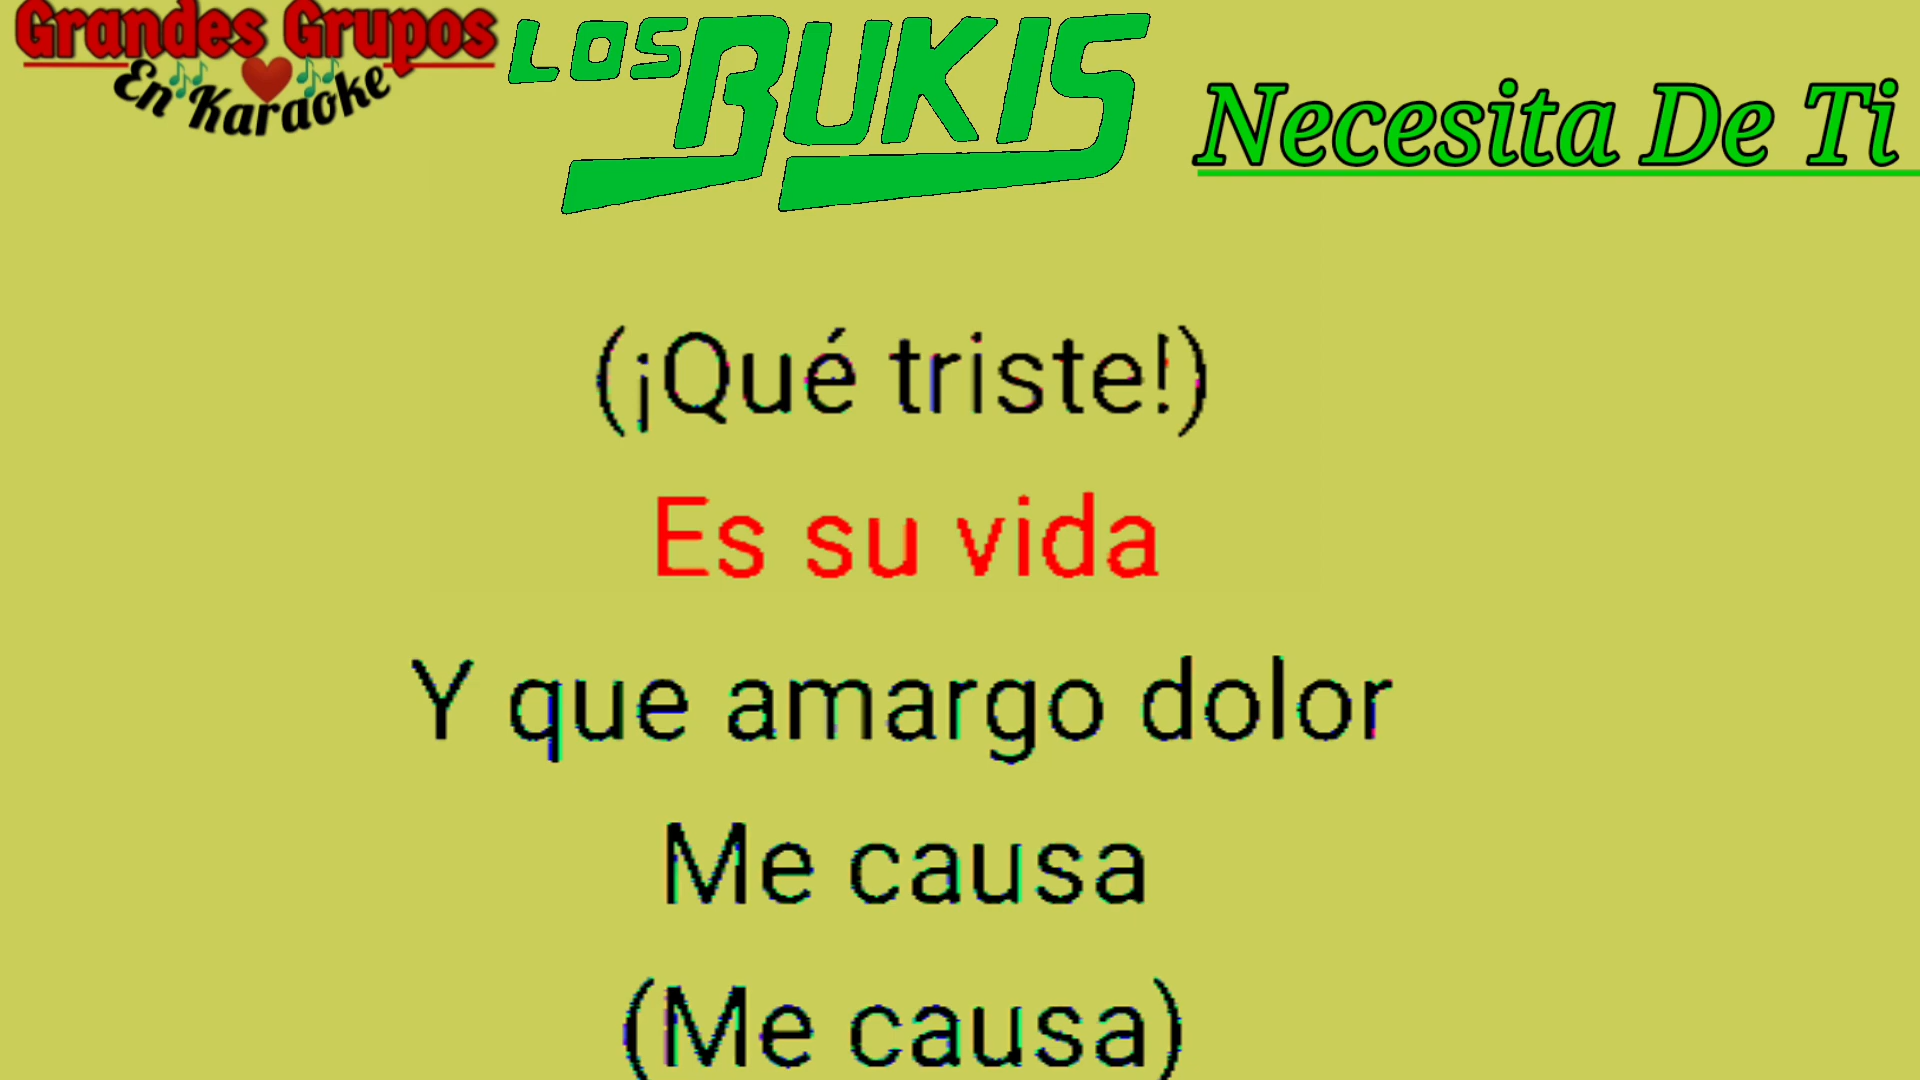 Grandes Grupos
En Karaoke
LOS BUKIS
Necesita De Ti
(¡Qué triste!)
Es su vida
Y que amargo dolor
Me causa
(Me causa)